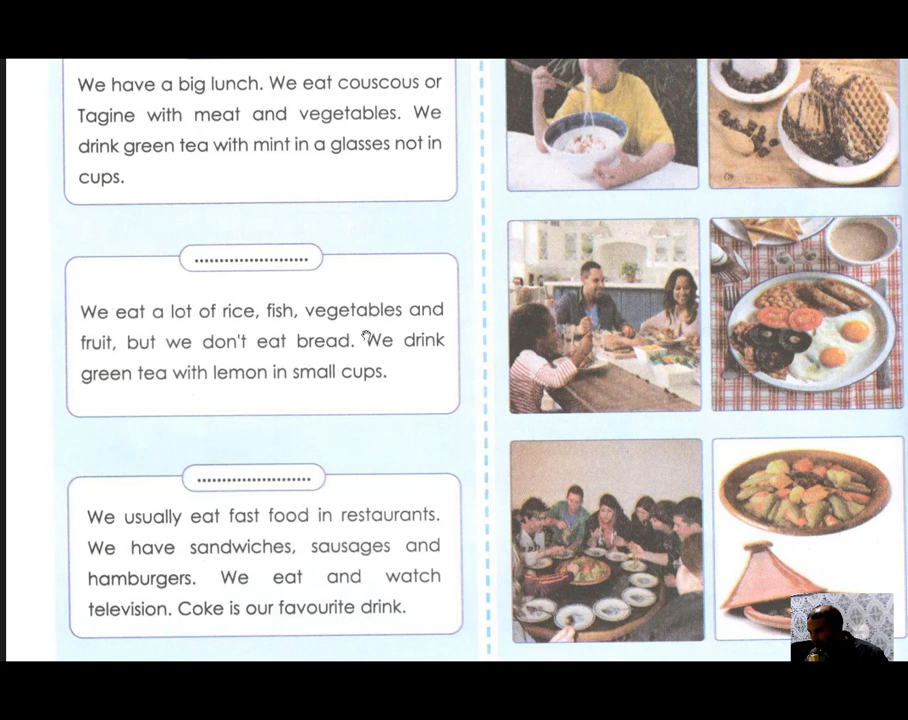 We have a big lunch. We eat couscous or
Tagine with meat and vegetables. We
drink green tea with mint in a glasses not in
cups.
........................
We eat a lot of rice, fish, vegetables and
fruit, but we don't eat bread. We drink
green tea with lemon in small cups.
........................
We usually eat fast food in restaurants.
We have sandwiches, sausages and
hamburgers. We eat and watch
television. Coke is our favourite drink.